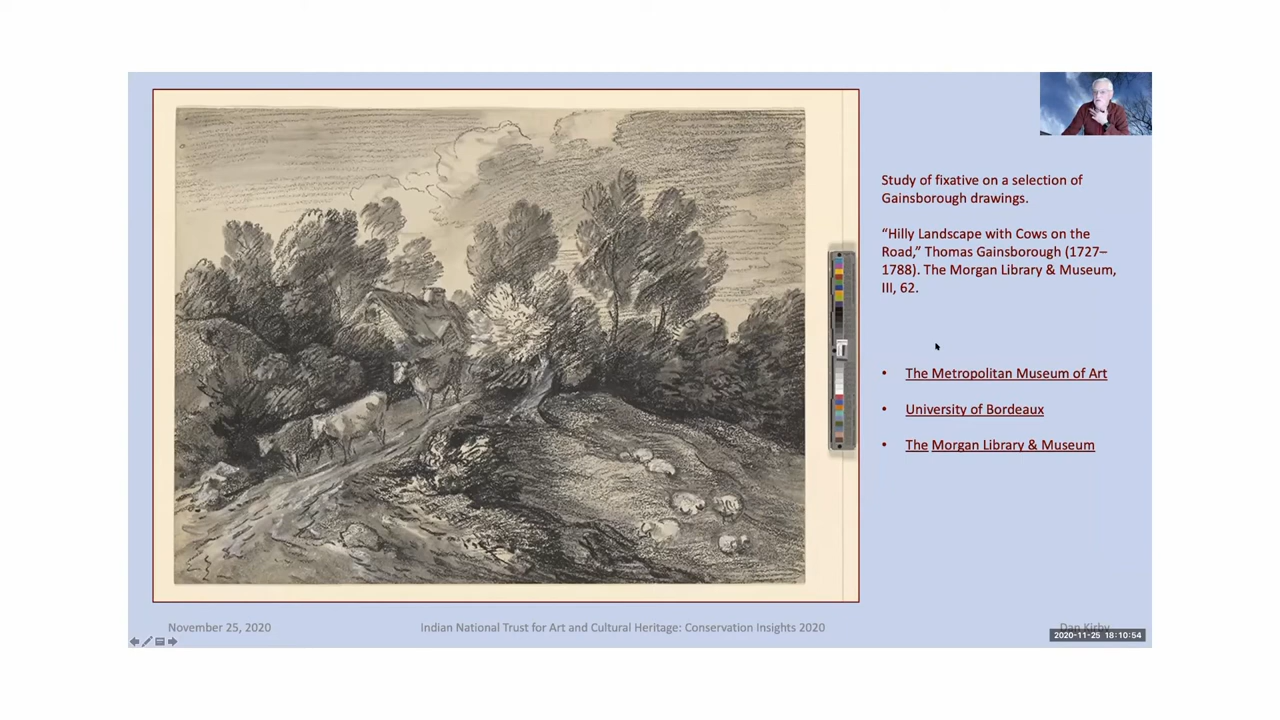 Study of fixative on a selection of
Gainsborough drawings.
“Hilly Landscape with Cows on the
Road,” Thomas Gainsborough (1727–
1788). The Morgan Library & Museum,
III, 62.
• The Metropolitan Museum of Art
• University of Bordeaux
• The Morgan Library & Museum
November 25, 2020
Indian National Trust for Art and Cultural Heritage: Conservation Insights 2020
Dan Kirby
2020-11-25 18:10:54